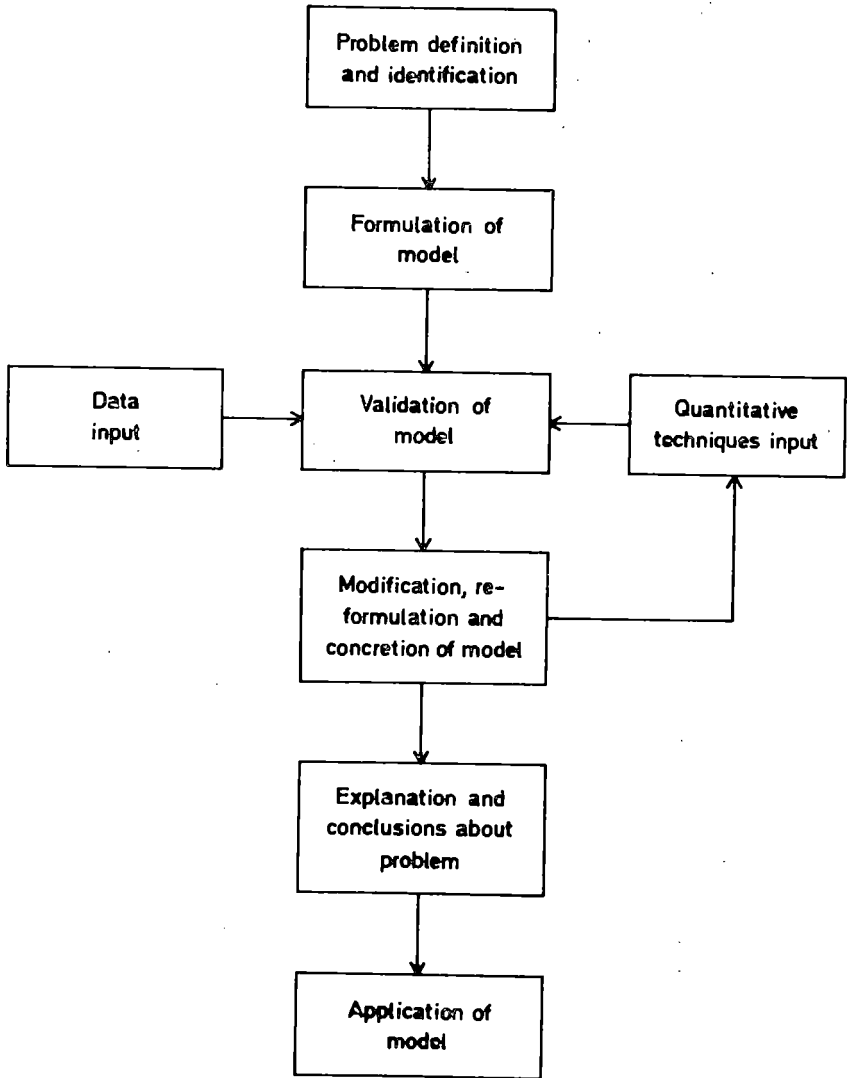 Problem definition
and identification
Formulation of
model
Data
input
Validation of
model
Quantitative
techniques input
Modification, re-
formulation and
concretion of model
Explanation and
conclusions about
problem
Application of
model